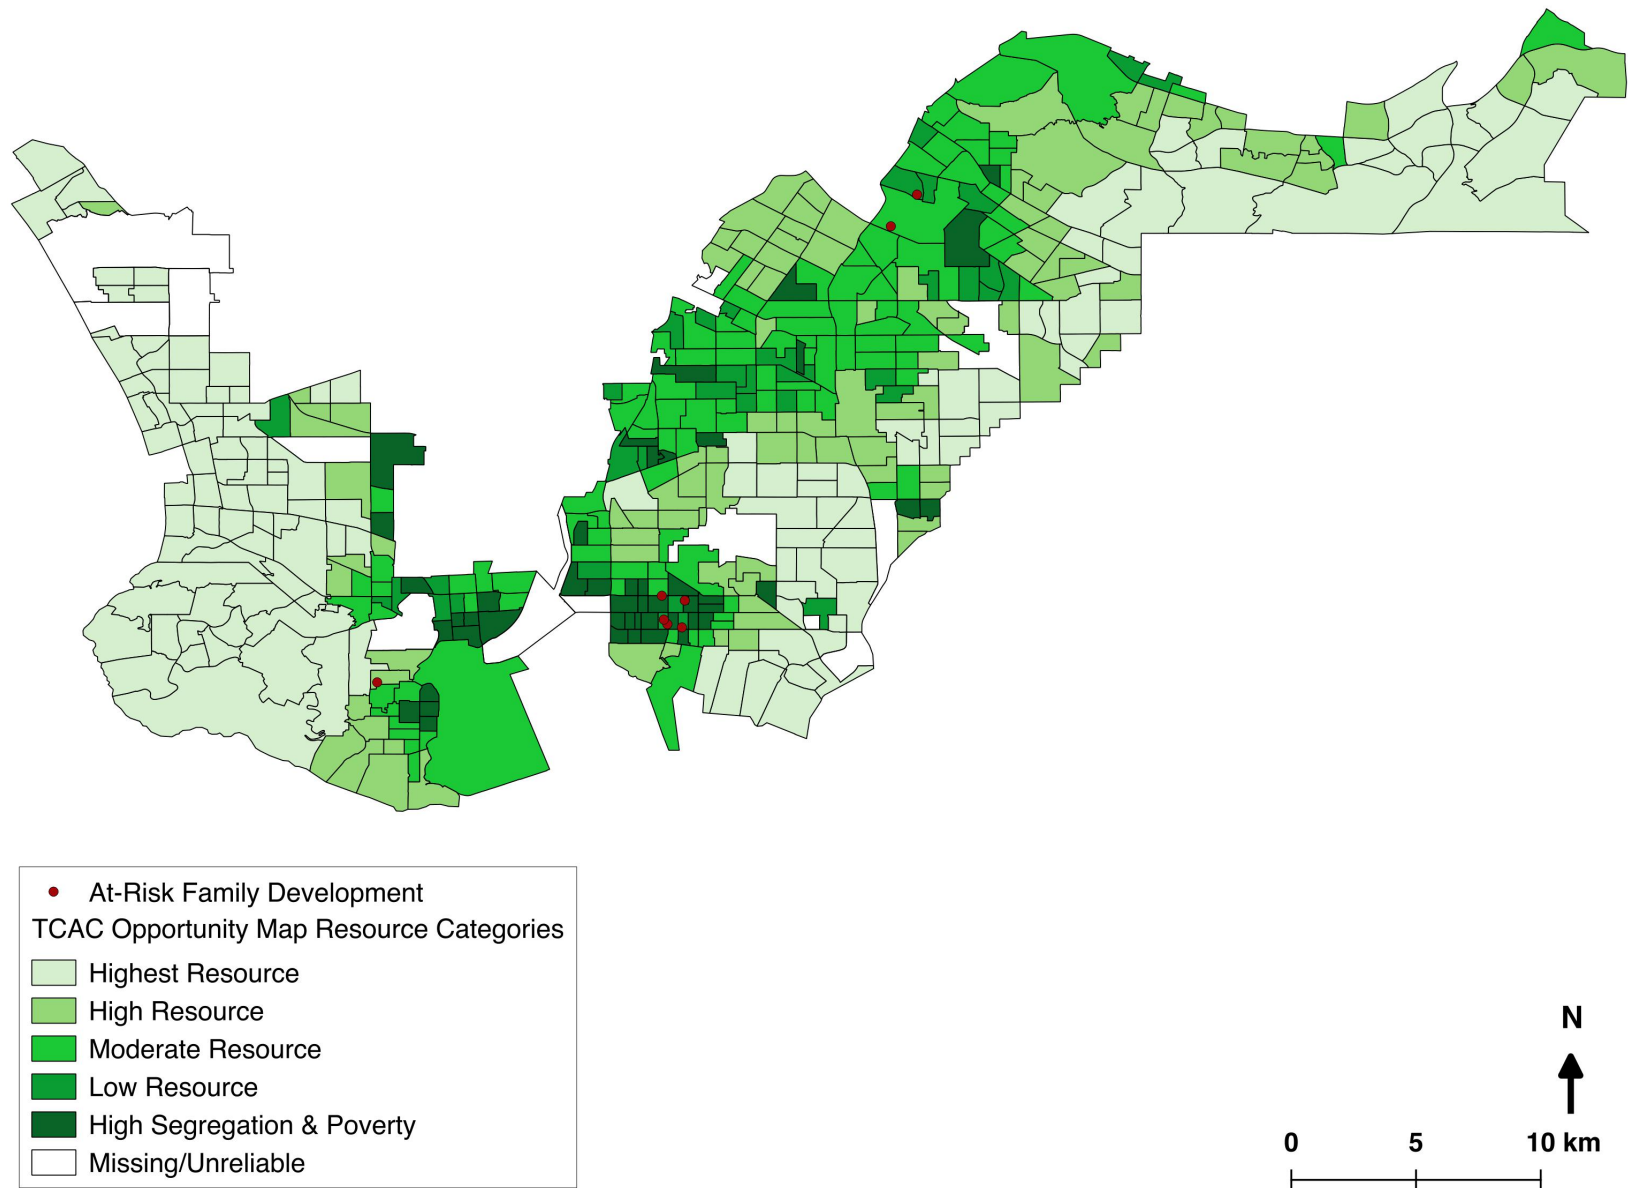 At-Risk Family Development
TCAC Opportunity Map Resource Categories
Highest Resource
High Resource
Moderate Resource
Low Resource
High Segregation & Poverty
Missing/Unreliable
N
0 5 10 km